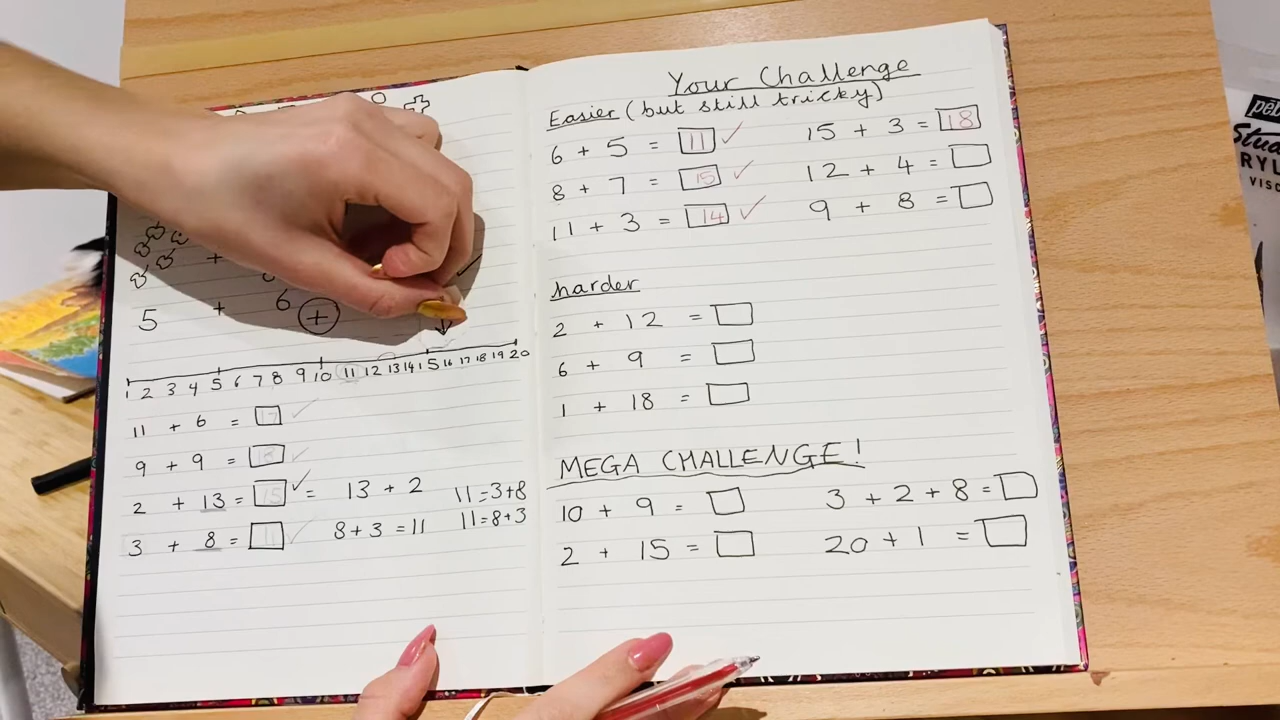 5 + 6
+
1 2 3 4 5 6 7 8 9 10 11 12 13 14 15 16 17 18 19 20
11 + 6 = 17 ✓
9 + 9 = 18 ✓
2 + 13 = 15 ✓ = 13 + 2
11 = 3+8
3 + 8 = 11 ✓ 8+3 = 11
11 = 8+3
Your Challenge
Easier (but still tricky)
6 + 5 = 11 ✓
8 + 7 = 15 ✓
11 + 3 = 14 ✓
15 + 3 = 18
12 + 4 =
9 + 8 =
harder
2 + 12 =
6 + 9 =
1 + 18 =
MEGA CHALLENGE!
10 + 9 =
2 + 15 =
3 + 2 + 8 =
20 + 1 =